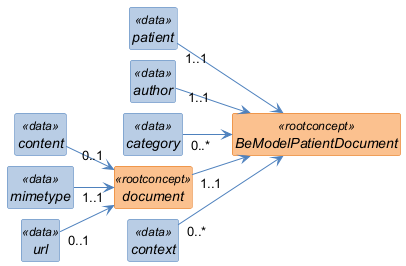 «data»
patient
1..1
«data»
author
1..1
«rootconcept»
BeModelPatientDocument
«data»
content
0..1
«data»
category
0..*
«data»
mimetype
1..1
«rootconcept»
document
1..1
«data»
url
0..1
«data»
context
0..*